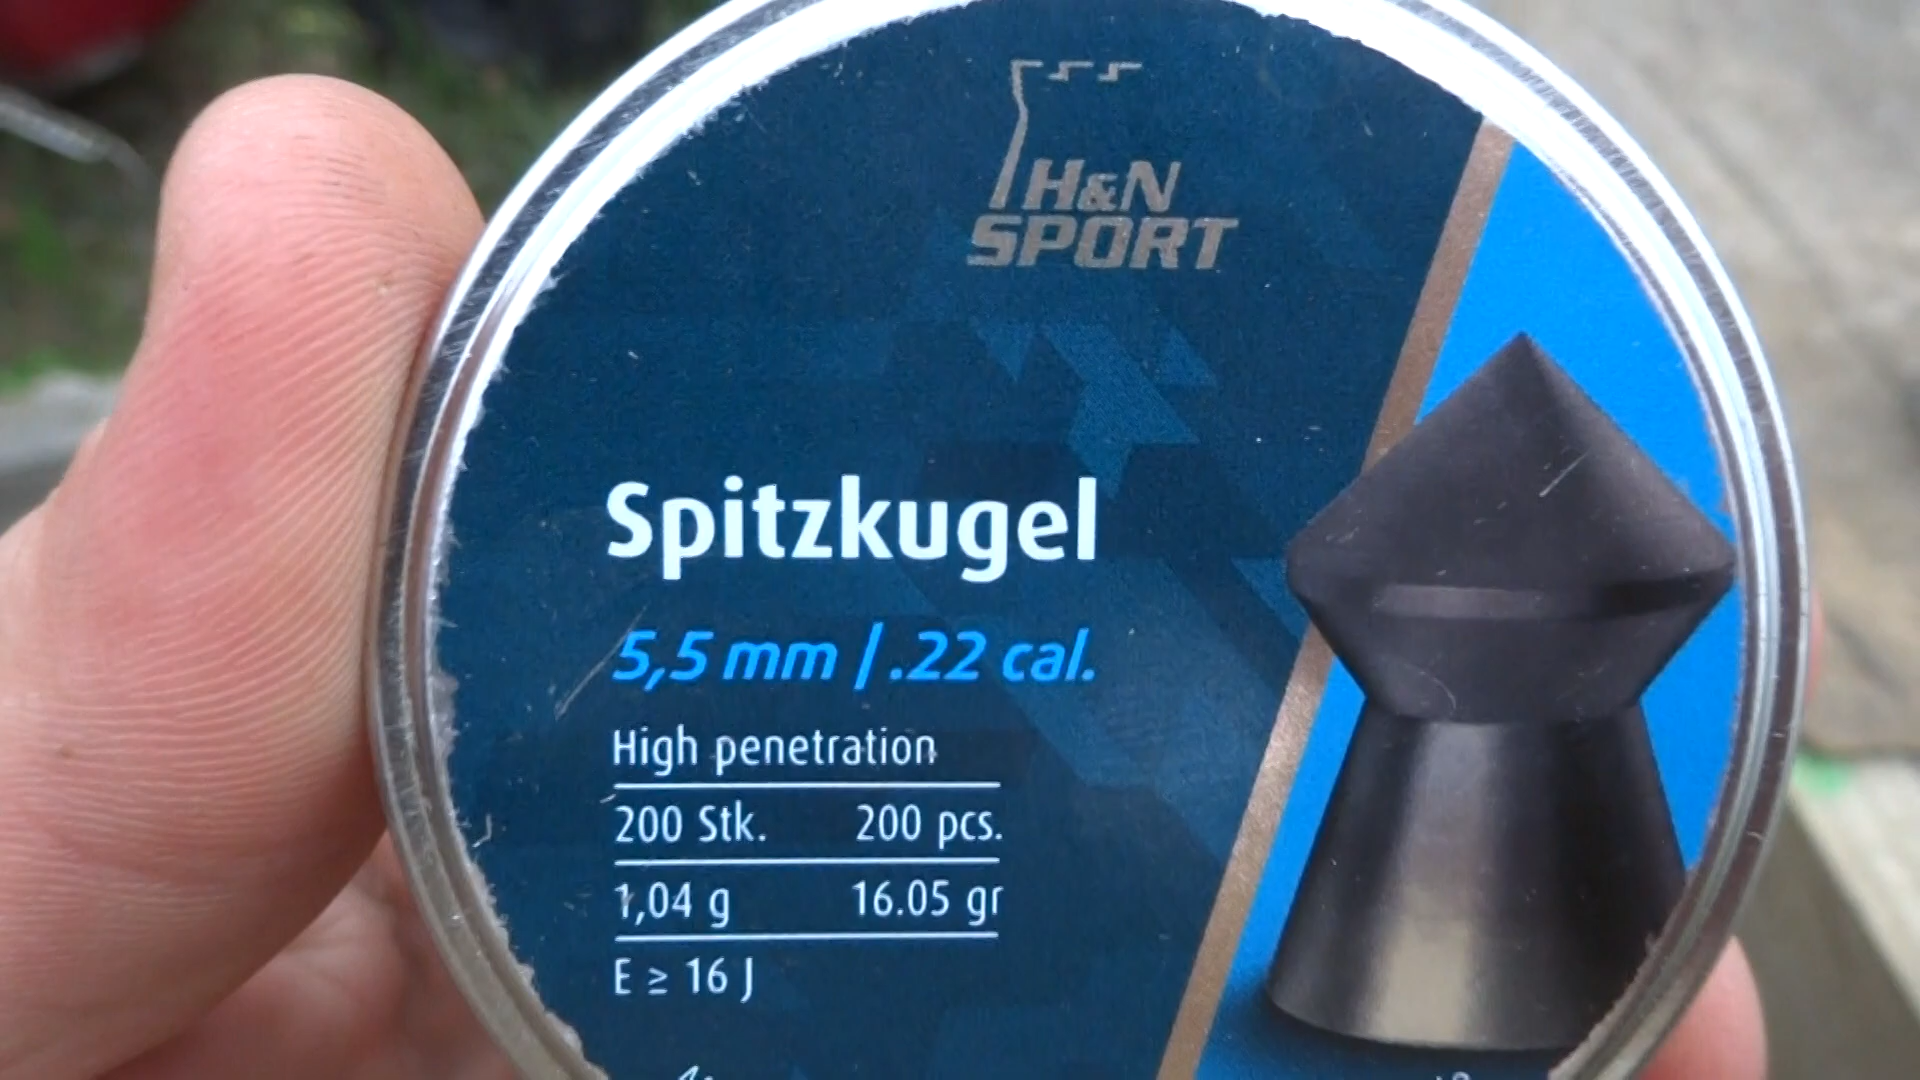 H&N
SPORT
Spitzkugel
5,5 mm / .22 cal.
High penetration
200 Stk. 200 pcs.
1,04 g 16.05 gr
E ≥ 16 J